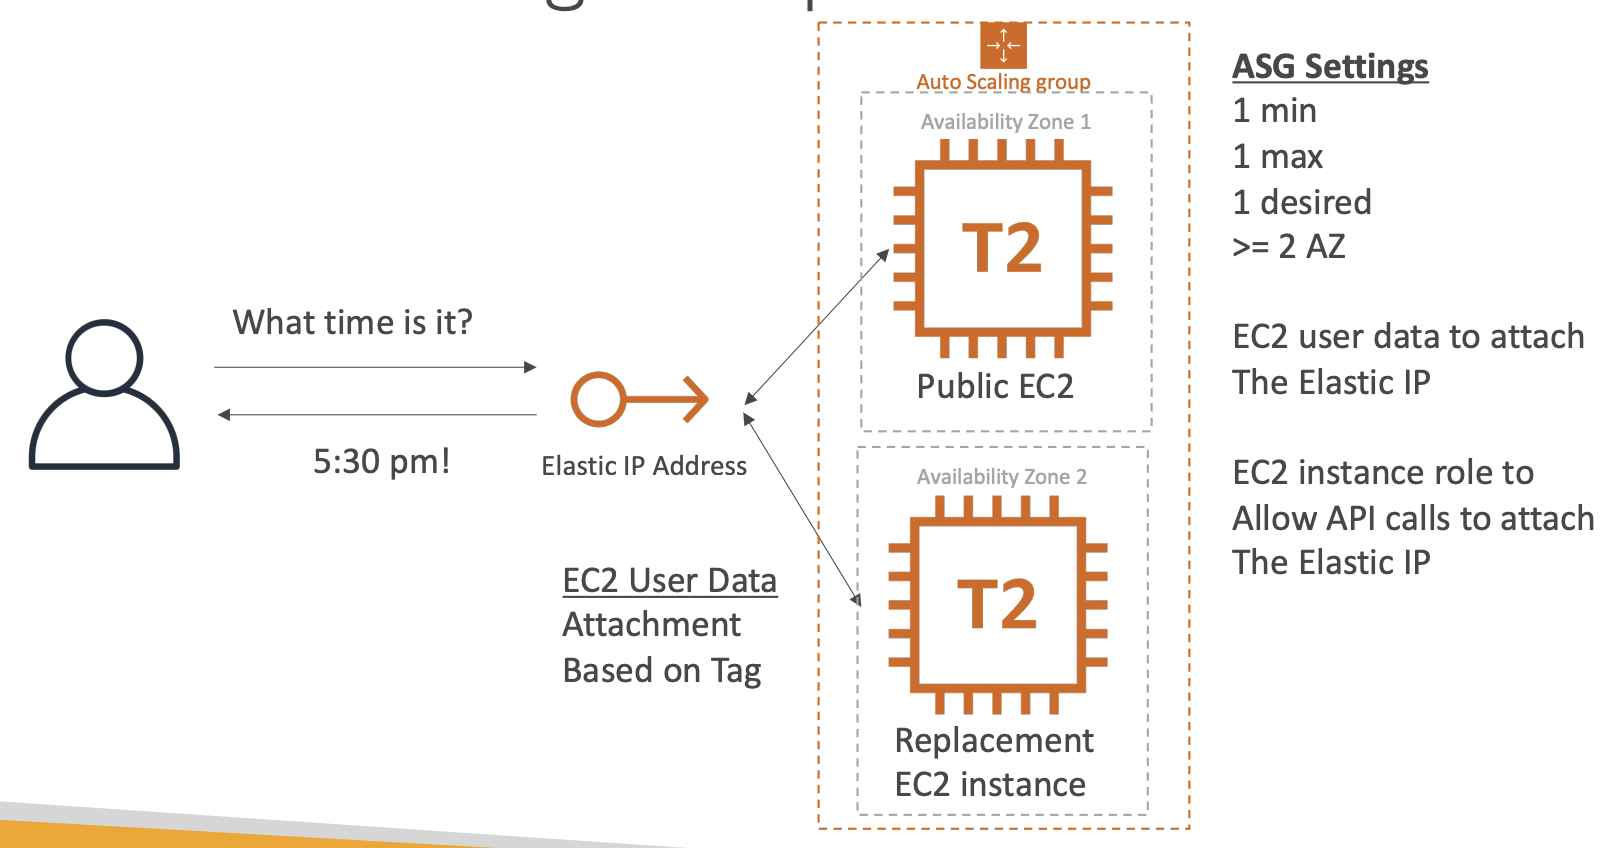 Auto Scaling group
Availability Zone 1
T2
Public EC2
Availability Zone 2
T2
Replacement
EC2 instance
What time is it?
5:30 pm!
Elastic IP Address
EC2 User Data
Attachment
Based on Tag
ASG Settings
1 min
1 max
1 desired
>= 2 AZ
EC2 user data to attach
The Elastic IP
EC2 instance role to
Allow API calls to attach
The Elastic IP